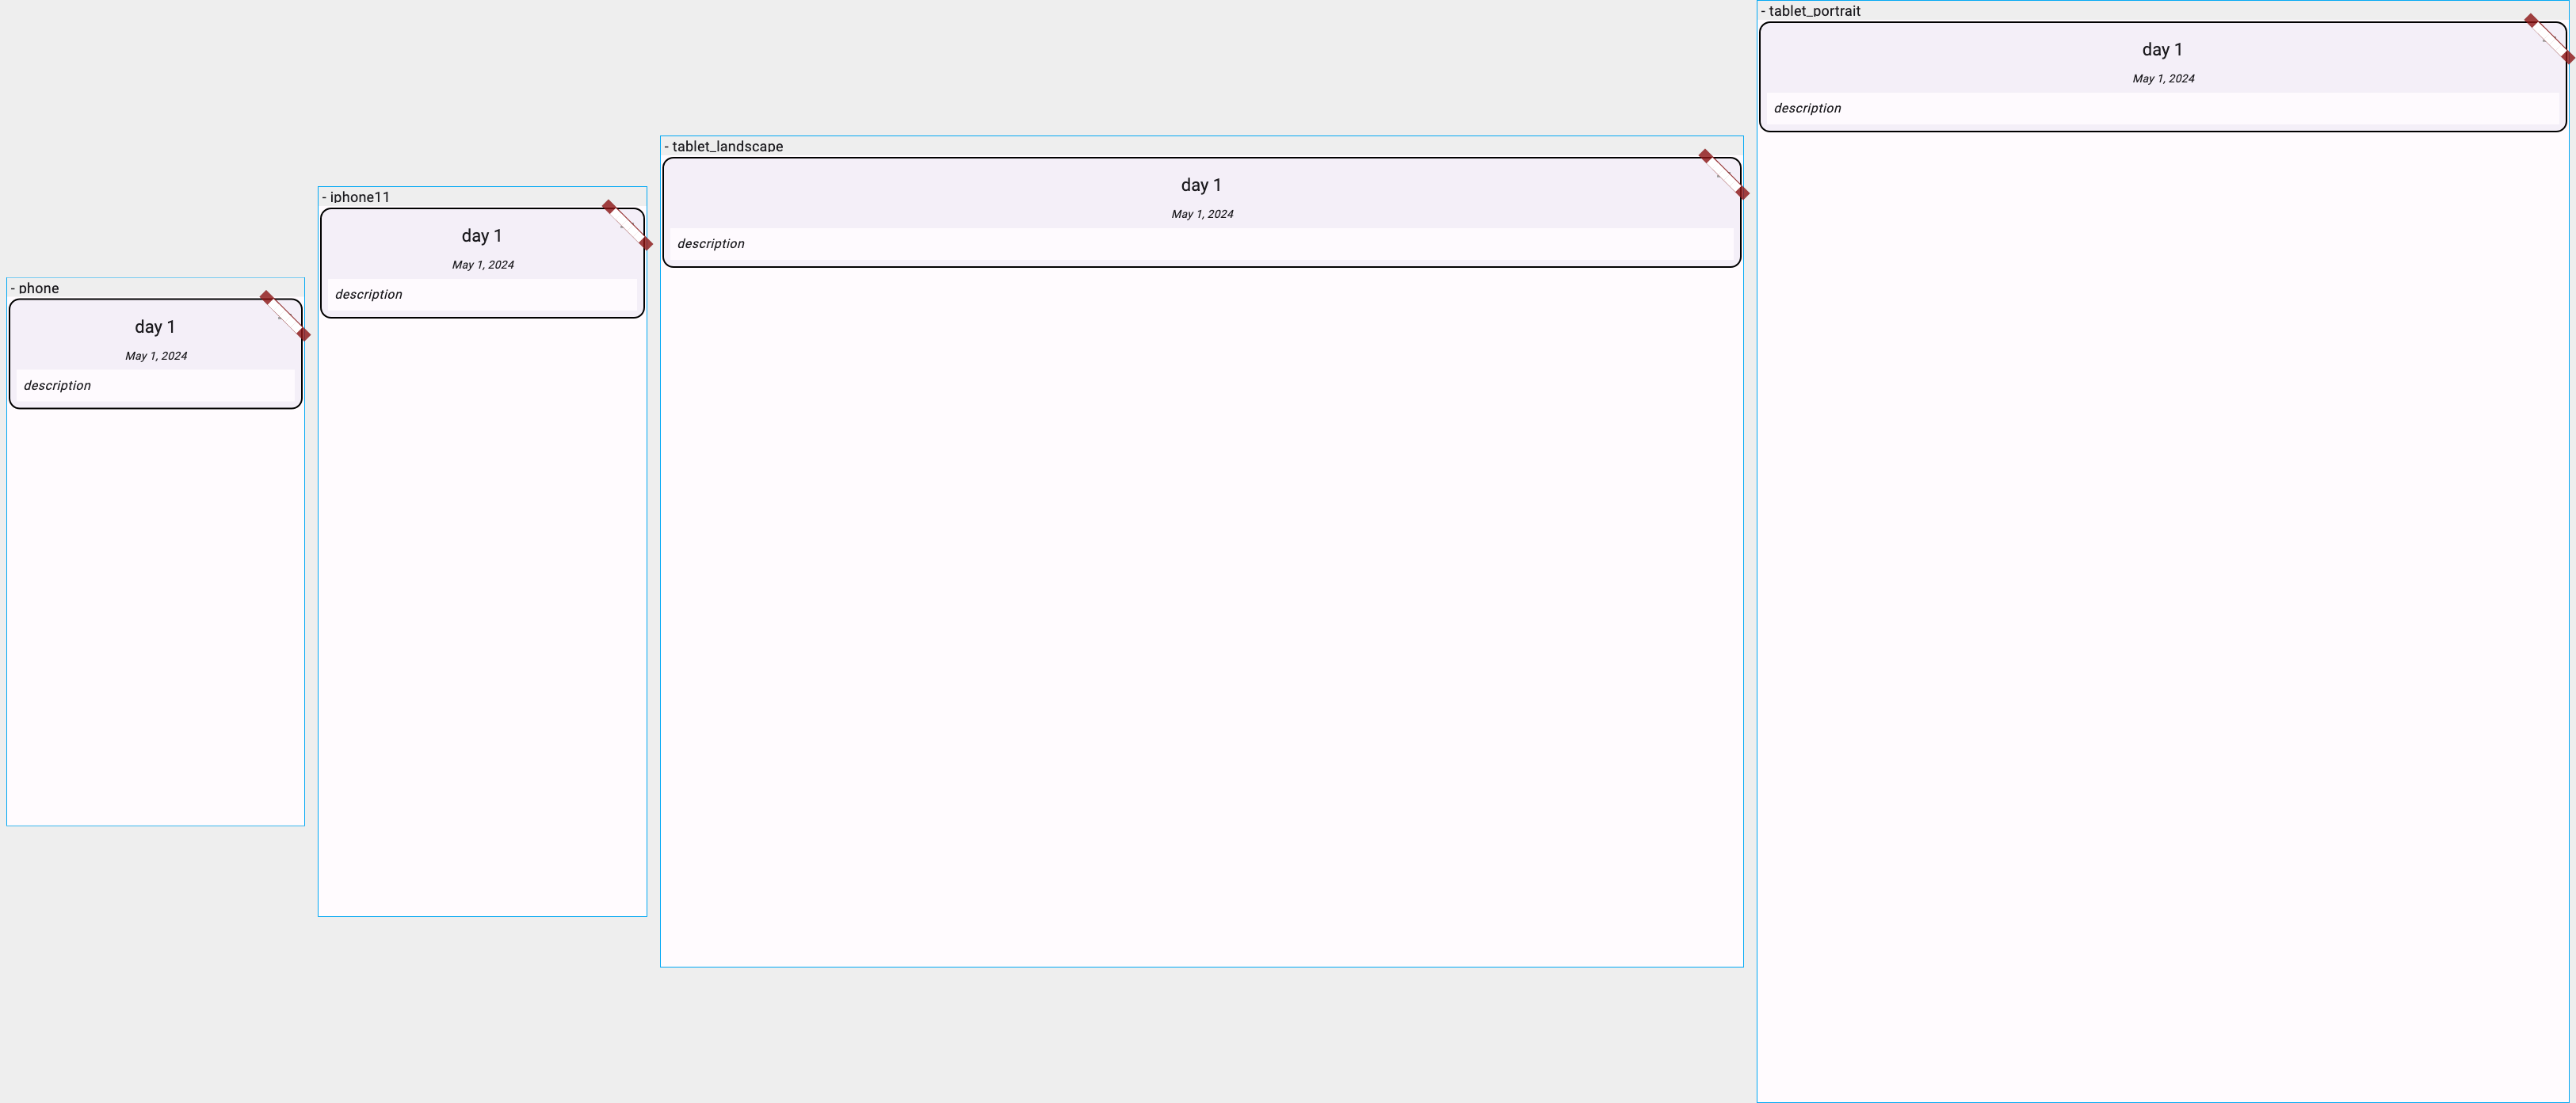 - phone
day 1
May 1, 2024
description
- iphone11
day 1
May 1, 2024
description
- tablet_landscape
day 1
May 1, 2024
description
- tablet_portrait
day 1
May 1, 2024
description